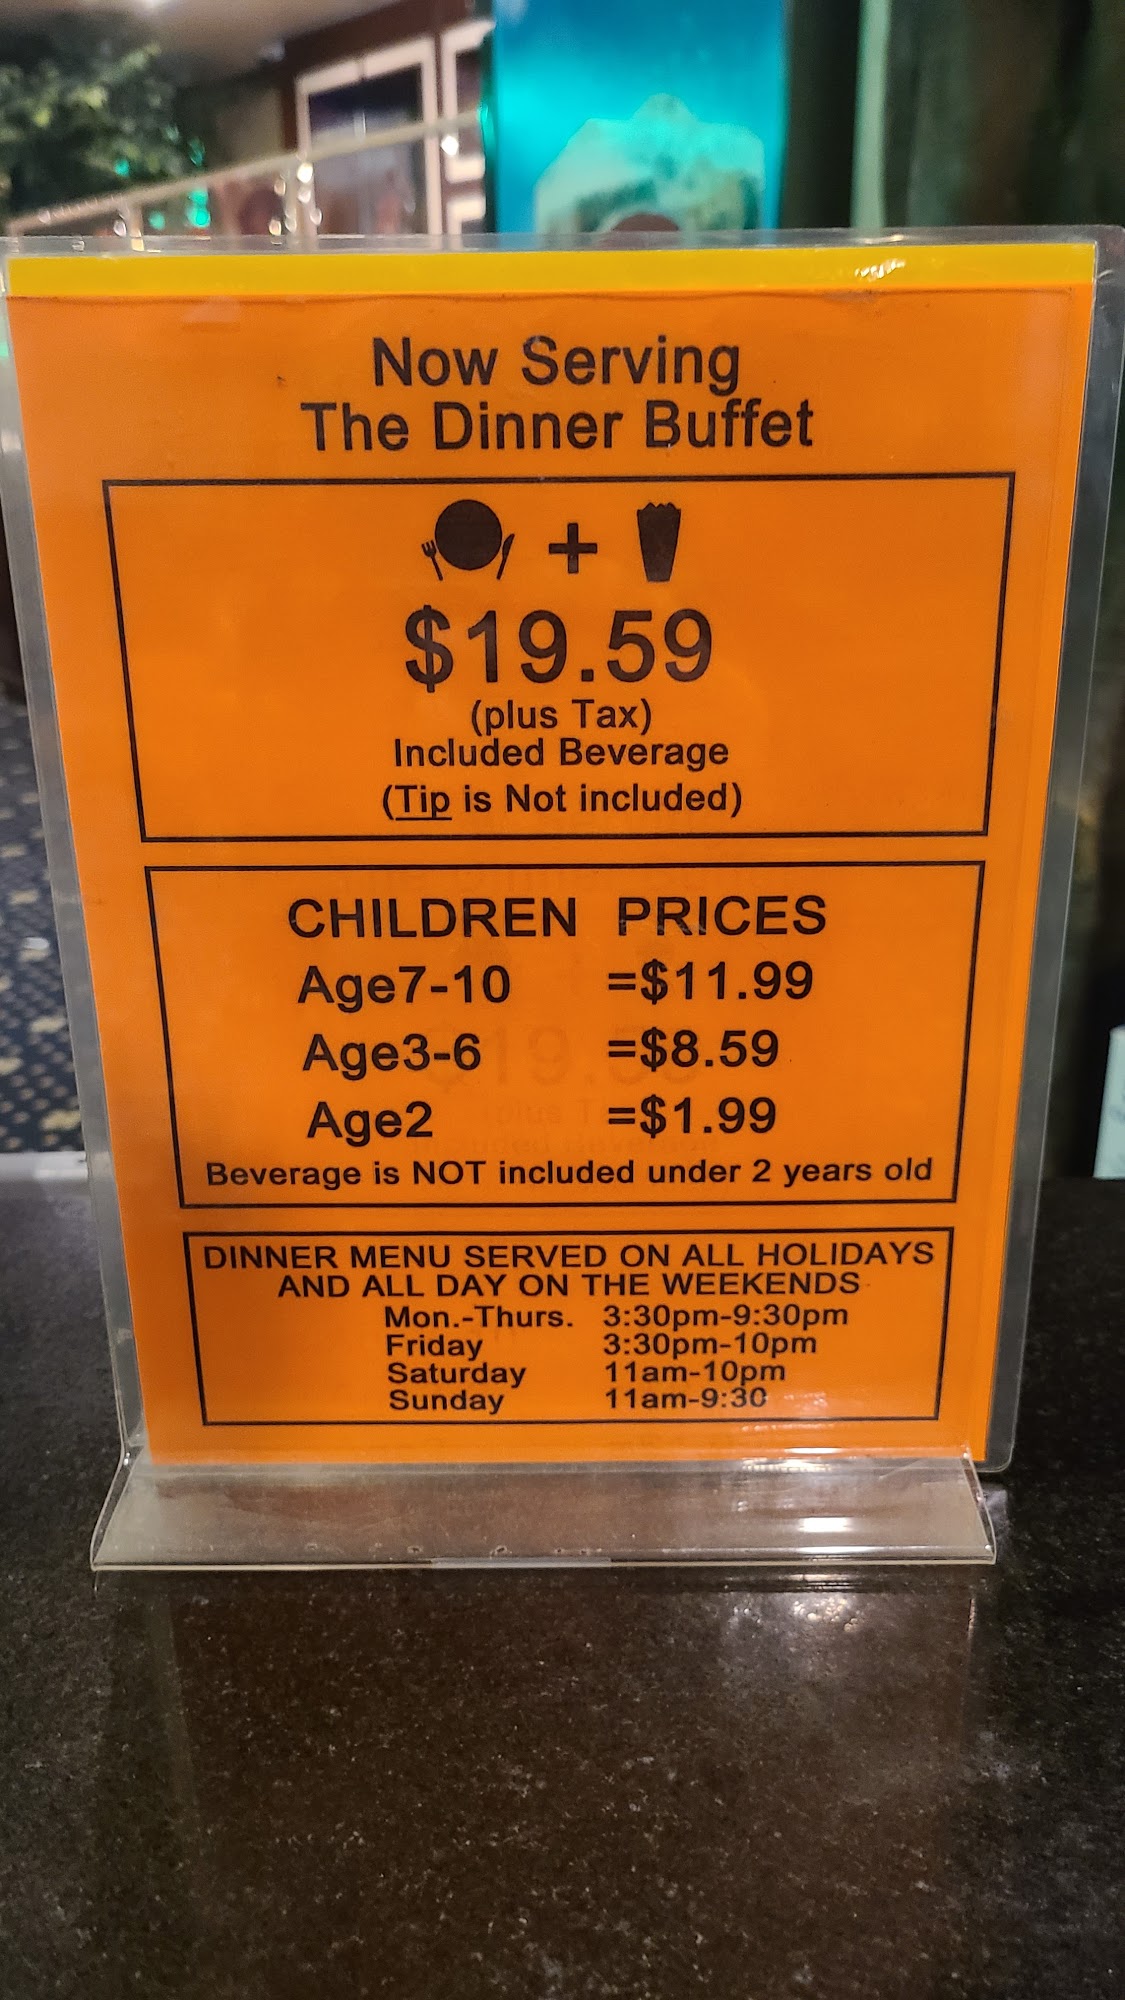 Now Serving
The Dinner Buffet
+
$19.59
(plus Tax)
Included Beverage
(Tip is Not included)
CHILDREN PRICES
Age7-10 =$11.99
Age3-6 =$8.59
Age2 =$1.99
Beverage is NOT included under 2 years old
DINNER MENU SERVED ON ALL HOLIDAYS
AND ALL DAY ON THE WEEKENDS
Mon.-Thurs. 3:30pm-9:30pm
Friday 3:30pm-10pm
Saturday 11am-10pm
Sunday 11am-9:30